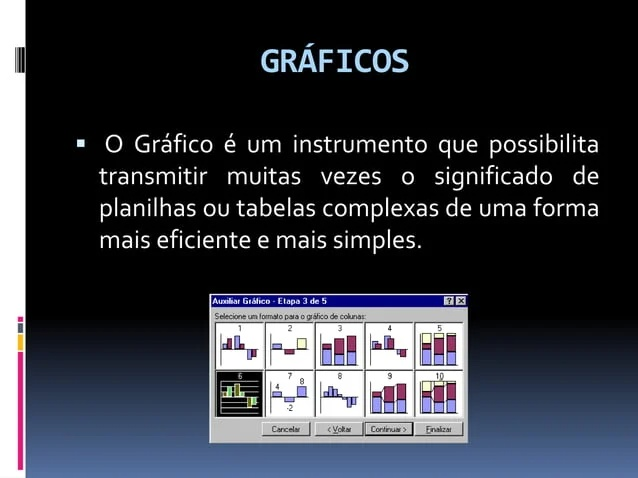 GRÁFICOS
O Gráfico é um instrumento que possibilita
transmitir muitas vezes o significado de
planilhas ou tabelas complexas de uma forma
mais eficiente e mais simples.
Auxiliar Gráfico - Etapa 3 de 5
Selecione um formato para o gráfico de colunas:
1 2 3 4 5
6 7 8 9 10
4 8
-2
Cancelar < Voltar Continuar > Finalizar